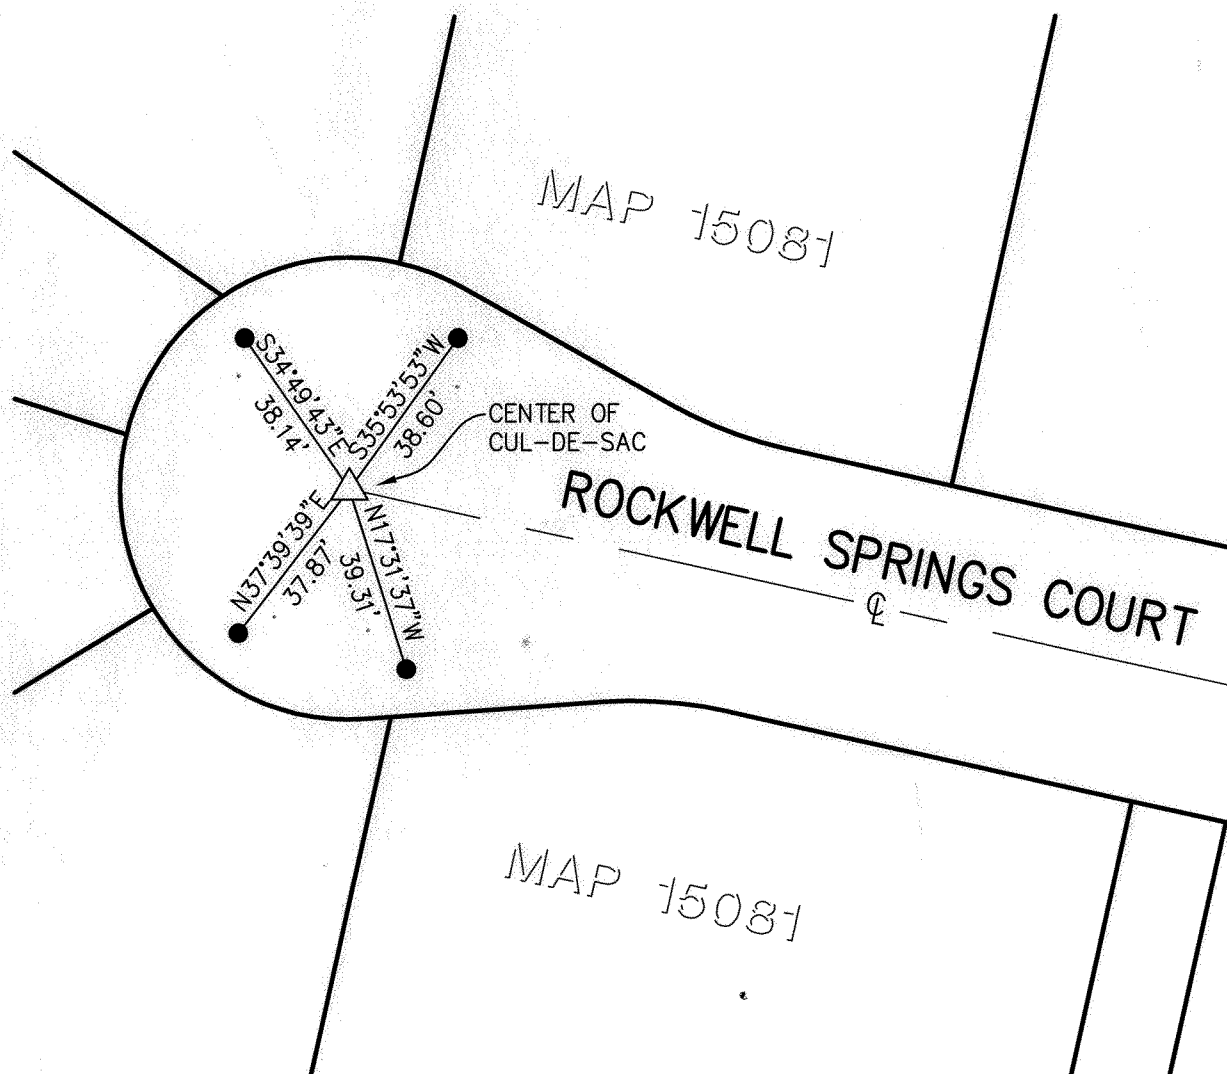 MAP 15081
S34°49'43"E
38.14'
S35°53'53"W
38.60'
CENTER OF
CUL-DE-SAC
N37°39'39"E
37.87'
N17°31'37"W
39.31'
ROCKWELL SPRINGS COURT
℄
MAP 15081